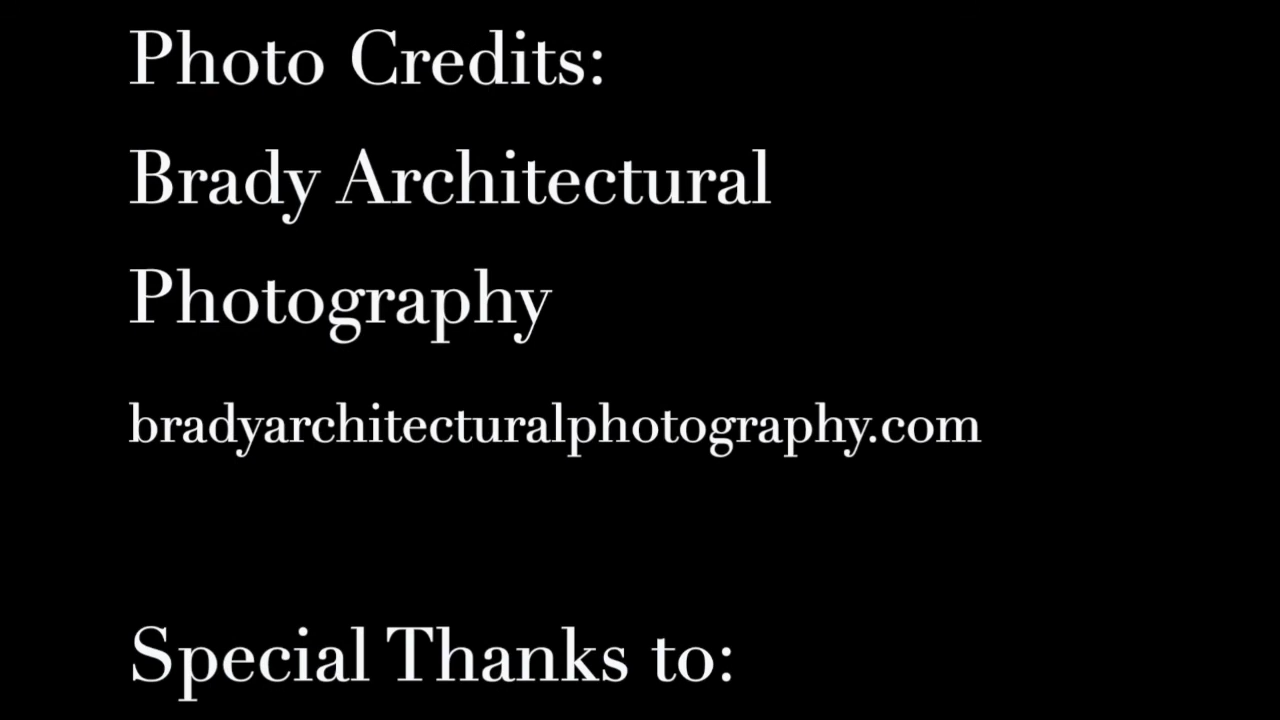 Photo Credits:
Brady Architectural
Photography
bradyarchitecturalphotography.com
Special Thanks to: